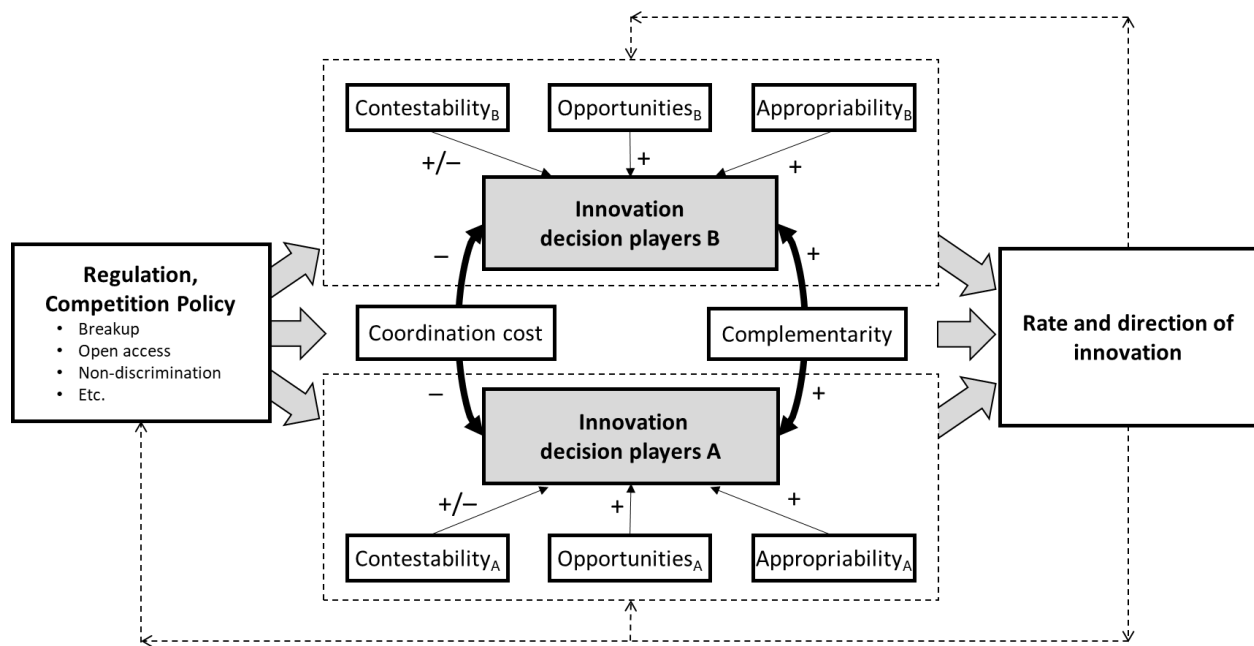 Contestability_B
Opportunities_B
Appropriability_B
+/–
+
+
Innovation
decision players B
–
+
Regulation,
Competition Policy
• Breakup
• Open access
• Non-discrimination
• Etc.
Coordination cost
Complementarity
Rate and direction of
innovation
–
+
Innovation
decision players A
+/–
+
+
Contestability_A
Opportunities_A
Appropriability_A